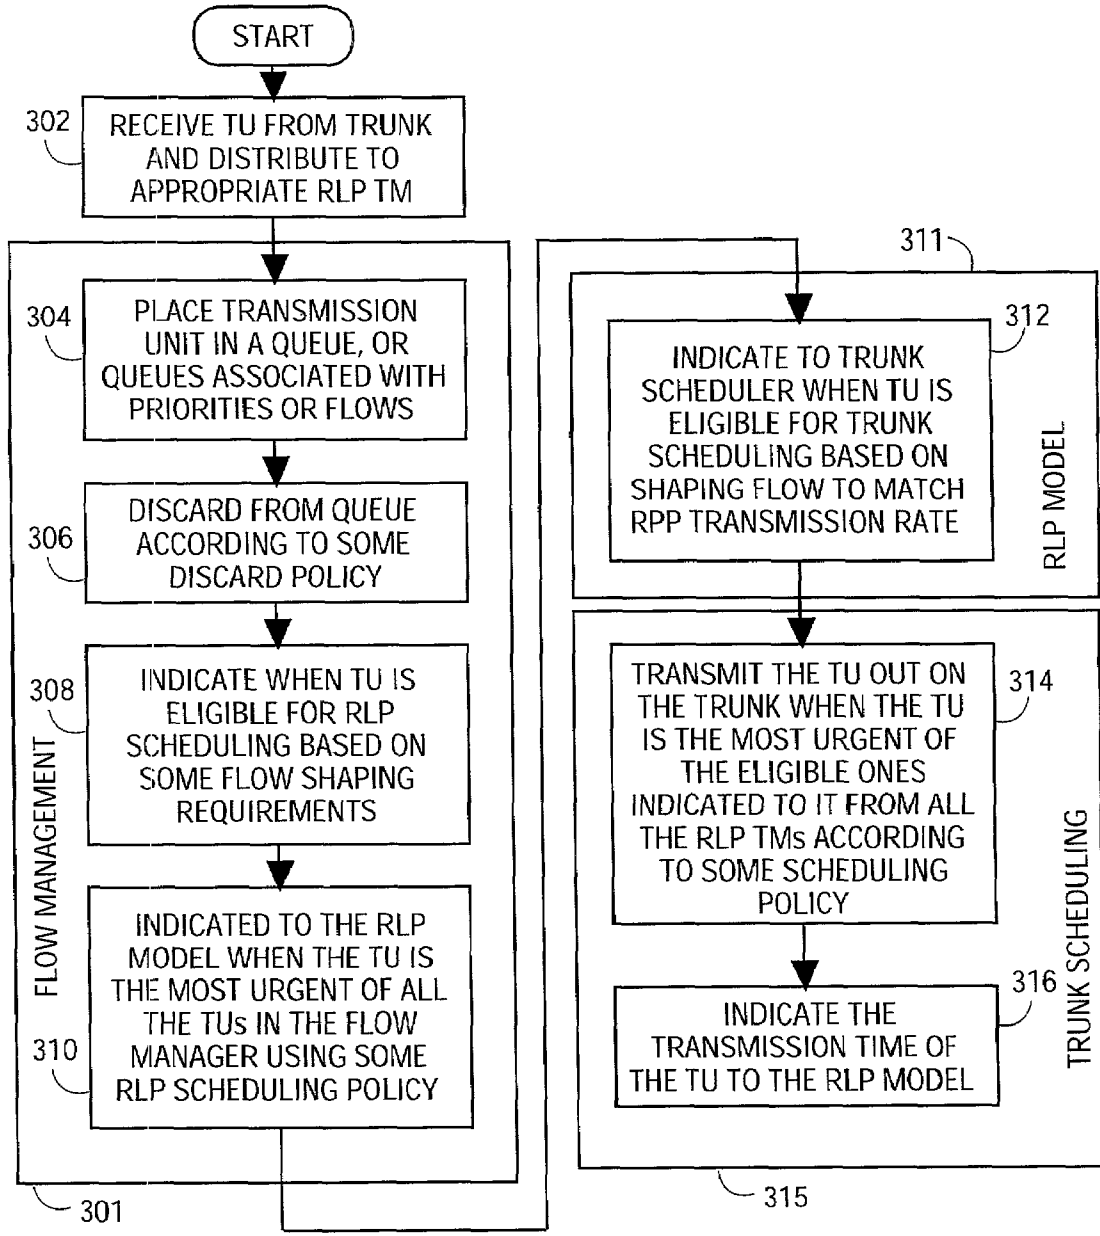 START
302
RECEIVE TU FROM TRUNK
AND DISTRIBUTE TO
APPROPRIATE RLP TM
304
PLACE TRANSMISSION
UNIT IN A QUEUE, OR
QUEUES ASSOCIATED WITH
PRIORITIES OR FLOWS
306
DISCARD FROM QUEUE
ACCORDING TO SOME
DISCARD POLICY
308
INDICATE WHEN TU IS
ELIGIBLE FOR RLP
SCHEDULING BASED ON
SOME FLOW SHAPING
REQUIREMENTS
310
INDICATED TO THE RLP
MODEL WHEN THE TU IS
THE MOST URGENT OF ALL
THE TUs IN THE FLOW
MANAGER USING SOME
RLP SCHEDULING POLICY
FLOW MANAGEMENT
301
311
312
INDICATE TO TRUNK
SCHEDULER WHEN TU IS
ELIGIBLE FOR TRUNK
SCHEDULING BASED ON
SHAPING FLOW TO MATCH
RPP TRANSMISSION RATE
RLP MODEL
314
TRANSMIT THE TU OUT ON
THE TRUNK WHEN THE TU
IS THE MOST URGENT OF
THE ELIGIBLE ONES
INDICATED TO IT FROM ALL
THE RLP TMs ACCORDING
TO SOME SCHEDULING
POLICY
316
INDICATE THE
TRANSMISSION TIME OF
THE TU TO THE RLP MODEL
TRUNK SCHEDULING
315